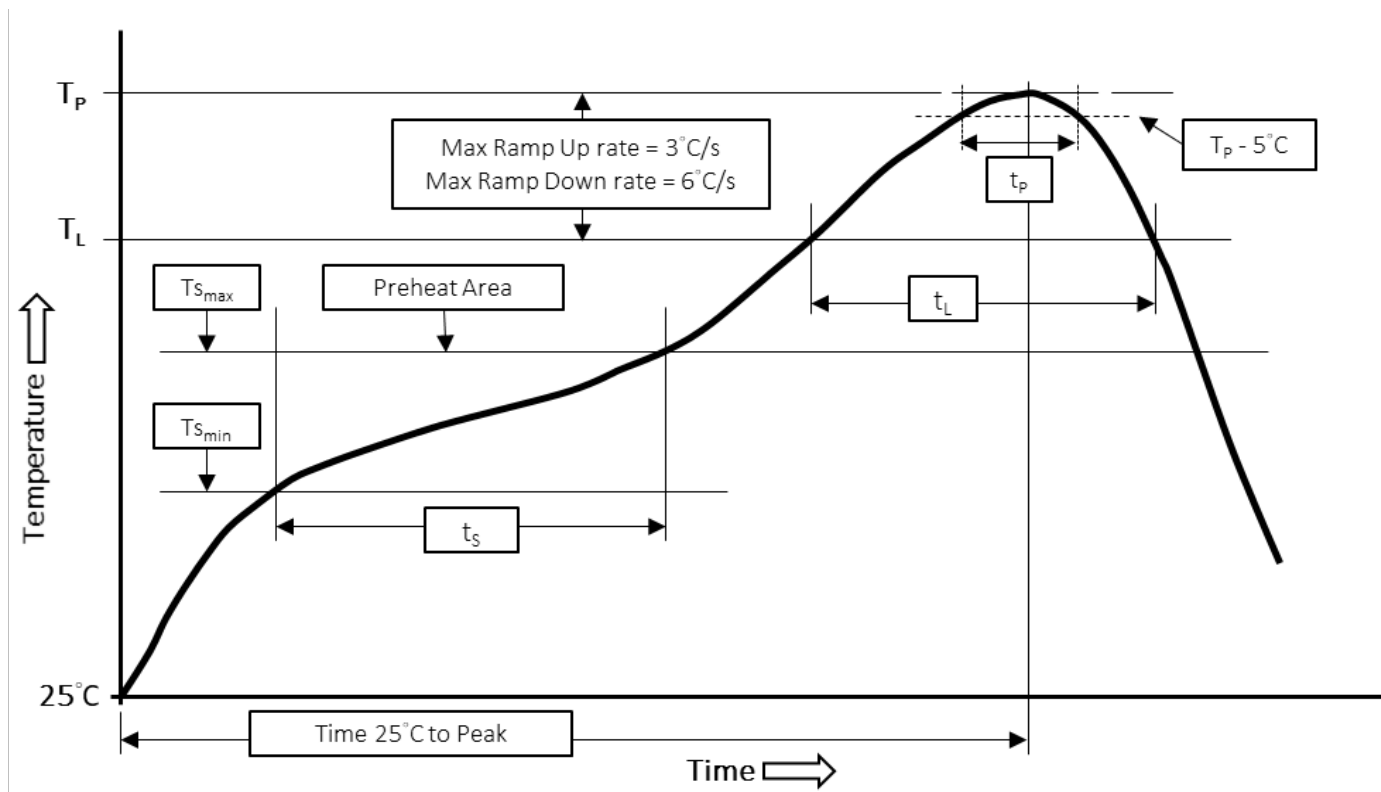 T_P
Max Ramp Up rate = 3°C/s
Max Ramp Down rate = 6°C/s
T_P - 5°C
t_P
T_L
Ts_max
Preheat Area
t_L
Ts_min
Temperature
t_S
25°C
Time 25°C to Peak
Time